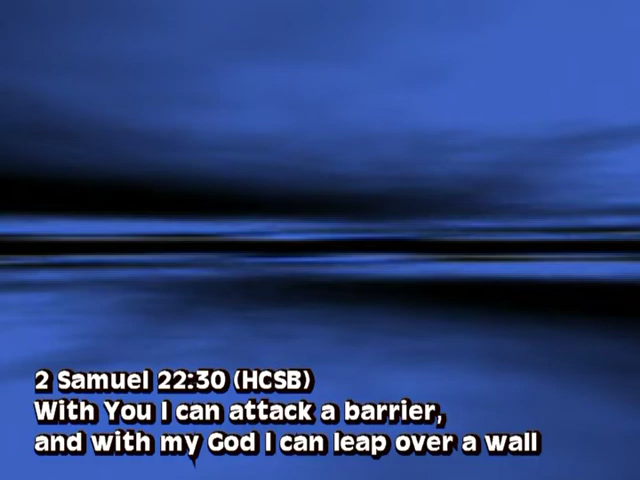 2 Samuel 22:30 (HCSB)
With You I can attack a barrier,
and with my God I can leap over a wall